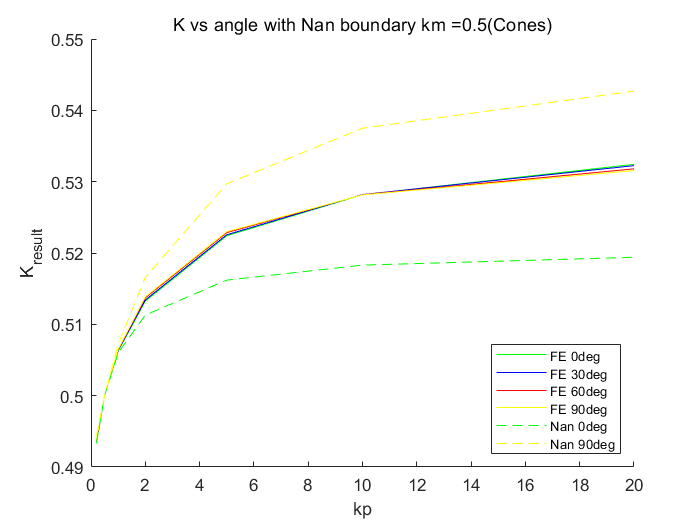 K vs angle with Nan boundary km =0.5(Cones)
0.55
0.54
0.53
0.52
0.51
0.5
0.49
K_result
0 2 4 6 8 10 12 14 16 18 20
kp
FE 0deg
FE 30deg
FE 60deg
FE 90deg
Nan 0deg
Nan 90deg